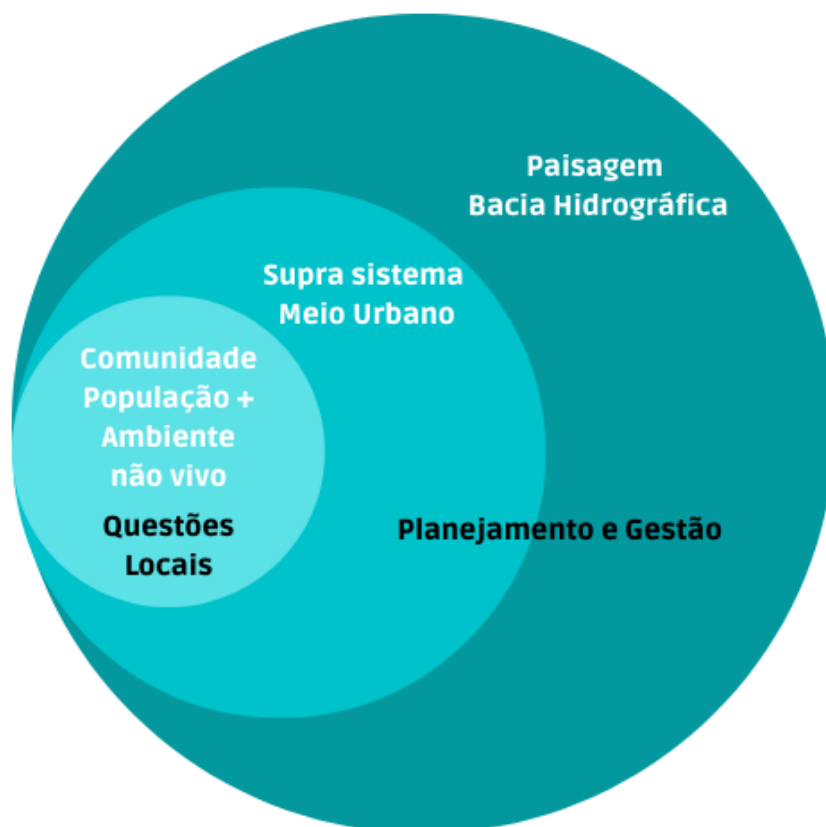 Paisagem
Bacia Hidrográfica
Supra sistema
Meio Urbano
Comunidade
População +
Ambiente
não vivo
Questões
Locais
Planejamento e Gestão